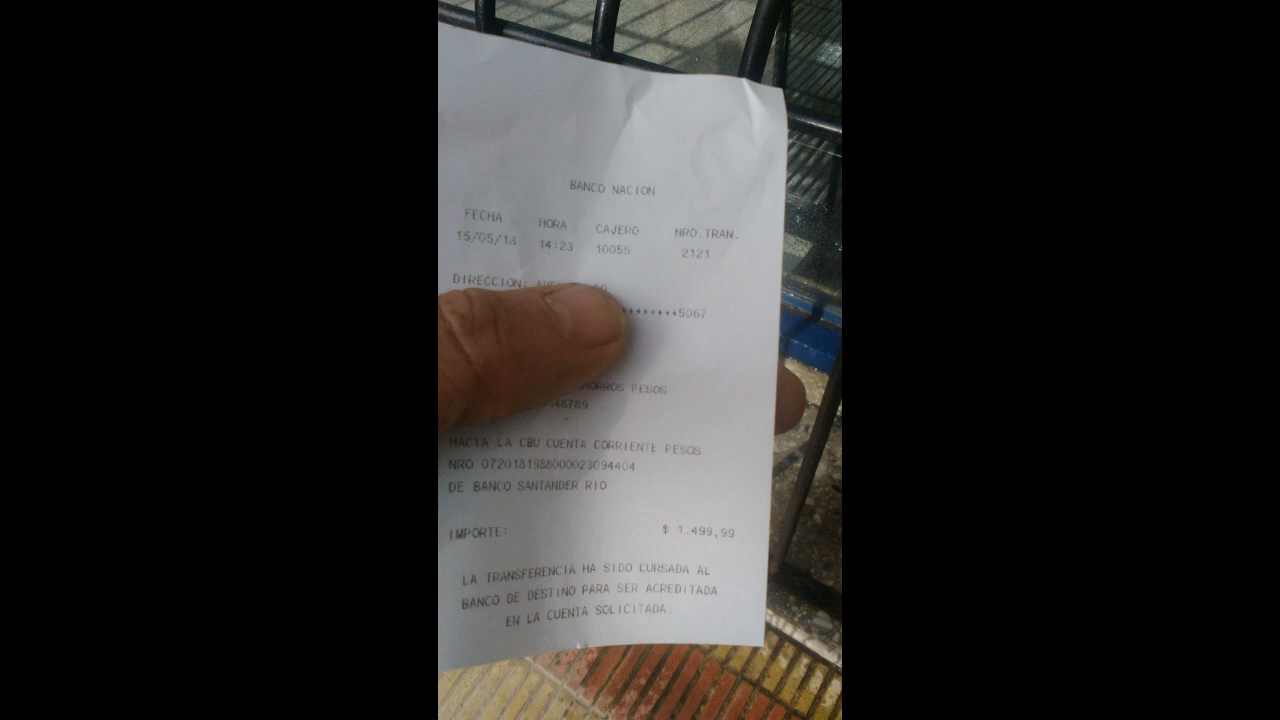 BANCO NACION
FECHA HORA CAJERO NRO.TRAN.
15/05/18 14:23 10055 2121
DIRECCION:
5067
PESOS
HACIA LA CBU CUENTA CORRIENTE PESOS
NRO 0720181988000023094404
DE BANCO SANTANDER RIO
IMPORTE: $ 1.499,99
LA TRANSFERENCIA HA SIDO CURSADA AL
BANCO DE DESTINO PARA SER ACREDITADA
EN LA CUENTA SOLICITADA.